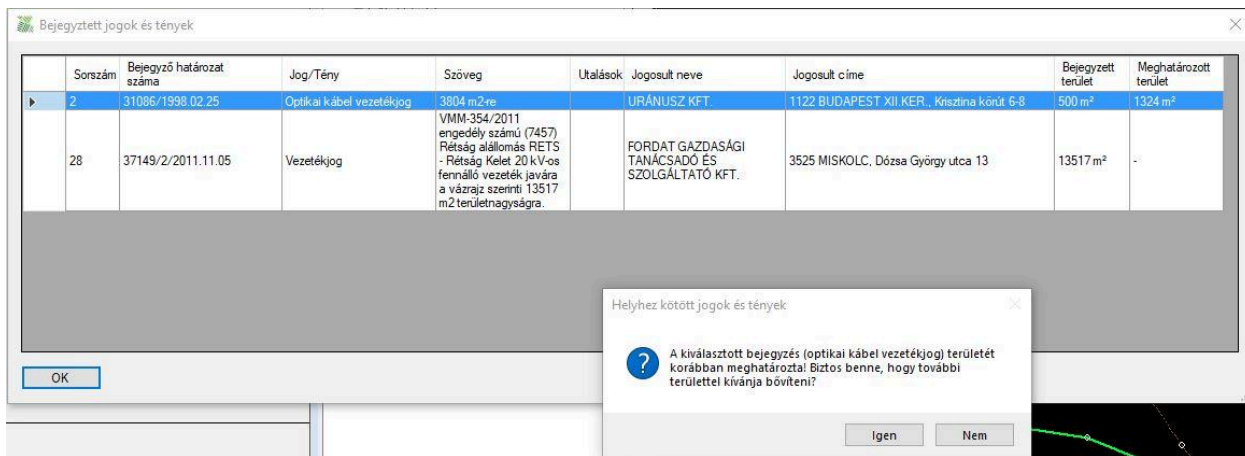 Bejegyztett jogok és tények
Sorszám Bejegyző határozat száma Jog/Tény Szöveg Utalások Jogosult neve Jogosult címe Bejegyzett terület Meghatározott terület
2 31086/1998.02.25 Optikai kábel vezetékjog 3804 m2-re URÁNUSZ KFT. 1122 BUDAPEST XII.KER., Krisztina körút 6-8 500 m² 1324 m²
28 37149/2/2011.11.05 Vezetékjog
VMM-354/2011
engedély számú (7457)
Rétság alállomás RETS
- Rétság Kelet 20 kV-os
fennálló vezeték javára
a vázrajz szerinti 13517
m2 területnagyságra.
FORDAT GAZDASÁGI
TANÁCSADÓ ÉS
SZOLGÁLTATÓ KFT.
3525 MISKOLC, Dózsa György utca 13
13517 m²
-
OK
Helyhez kötött jogok és tények
A kiválasztott bejegyzés (optikai kábel vezetékjog) területét
korábban meghatározta! Biztos benne, hogy további
területtel kívánja bővíteni?
Igen Nem